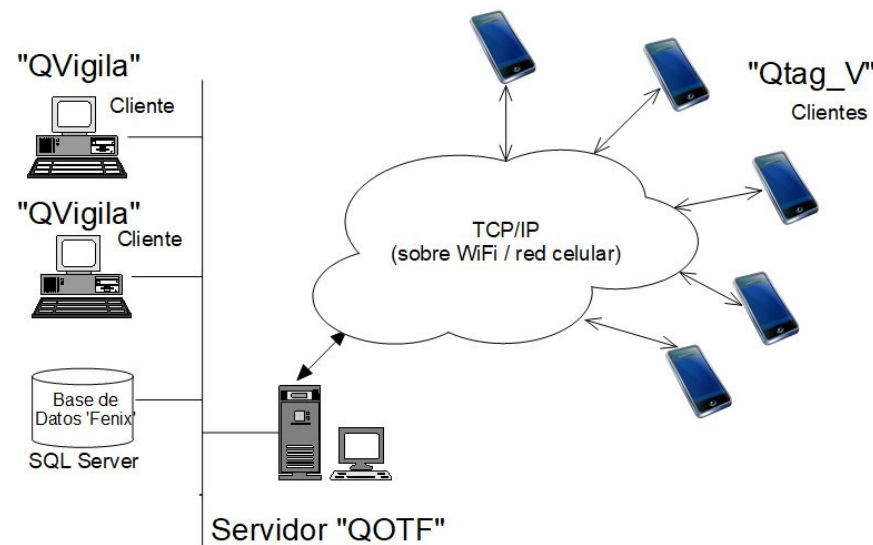 "QVigila"
Cliente
"QVigila"
Cliente
Base de
Datos 'Fenix'
SQL Server
Servidor "QOTF"
TCP/IP
(sobre WiFi / red celular)
"Qtag_V"
Clientes